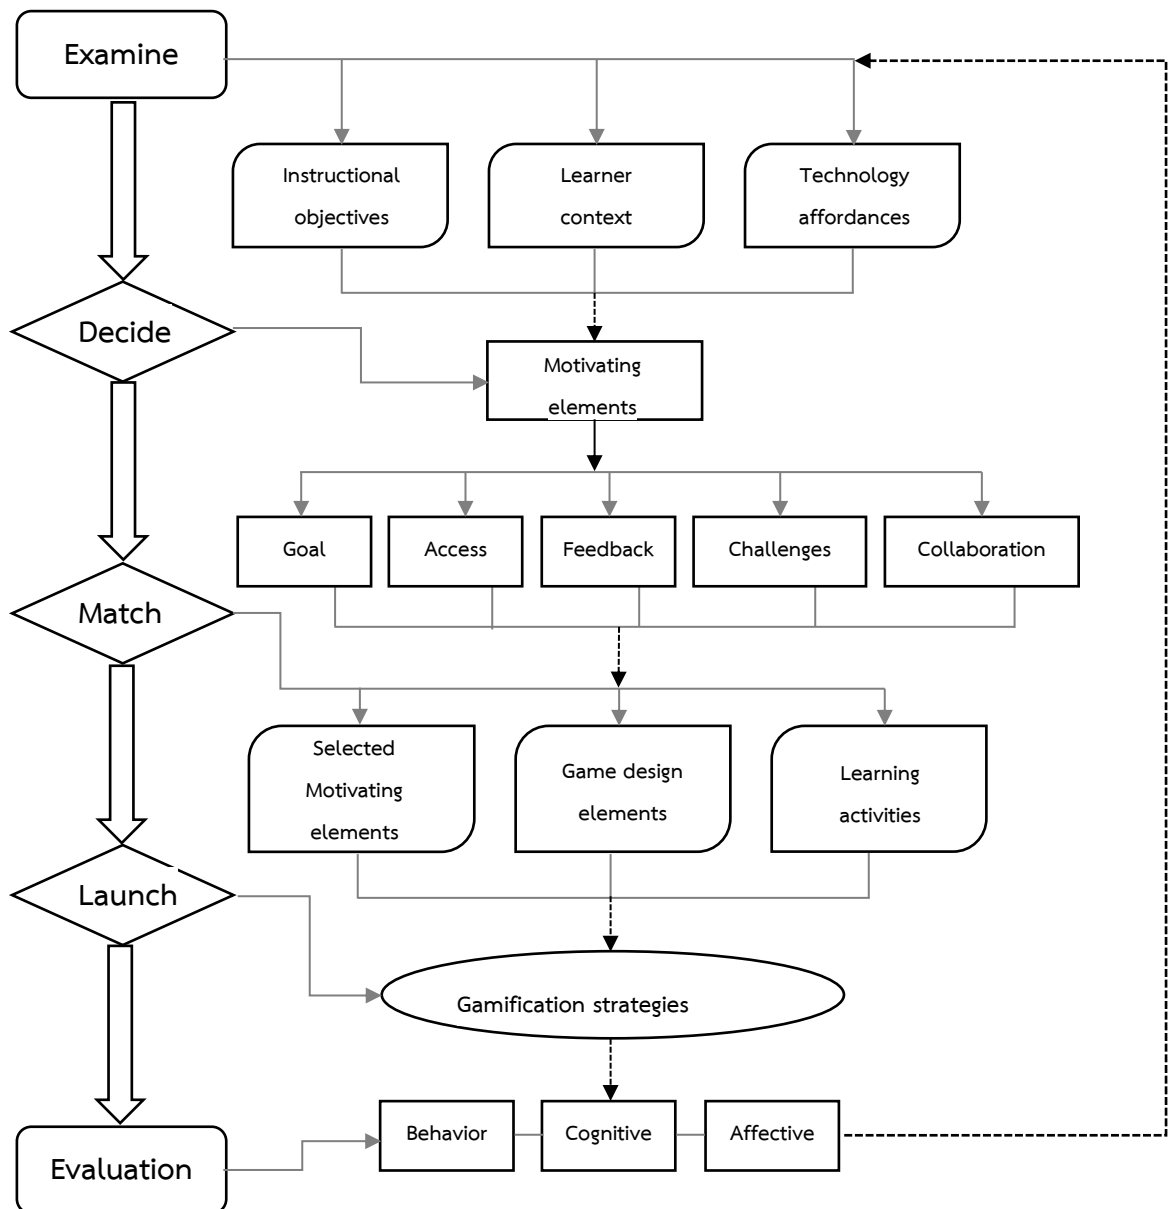 Examine
Instructional
objectives
Learner
context
Technology
affordances
Decide
Motivating
elements
Goal
Access
Feedback
Challenges
Collaboration
Match
Selected
Motivating
elements
Game design
elements
Learning
activities
Launch
Gamification strategies
Behavior
Cognitive
Affective
Evaluation